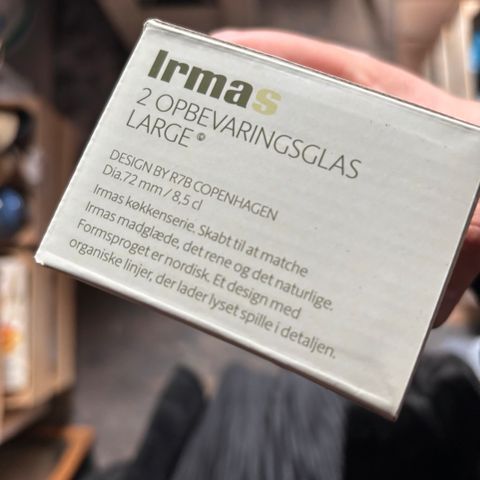 Irmas
2 OPBEVARINGSGLAS
LARGE©
DESIGN BY R7B COPENHAGEN
Dia.72 mm / 8,5 cl
Irmas køkkenserie. Skabt til at matche
Irmas madglæde, det rene og det naturlige.
Formsproget er nordisk. Et design med
organiske linjer, der lader lyset spille i detaljen.